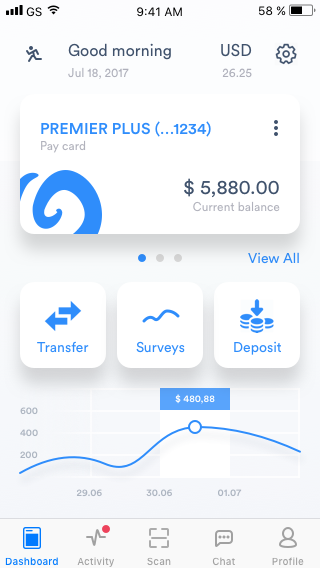 GS 9:41 AM 58 %
Good morning USD
Jul 18, 2017 26.25
PREMIER PLUS (...1234)
Pay card
$ 5,880.00
Current balance
View All
Transfer Surveys Deposit
$ 480,88
600
400
200
29.06 30.06 01.07
Dashboard Activity Scan Chat Profile